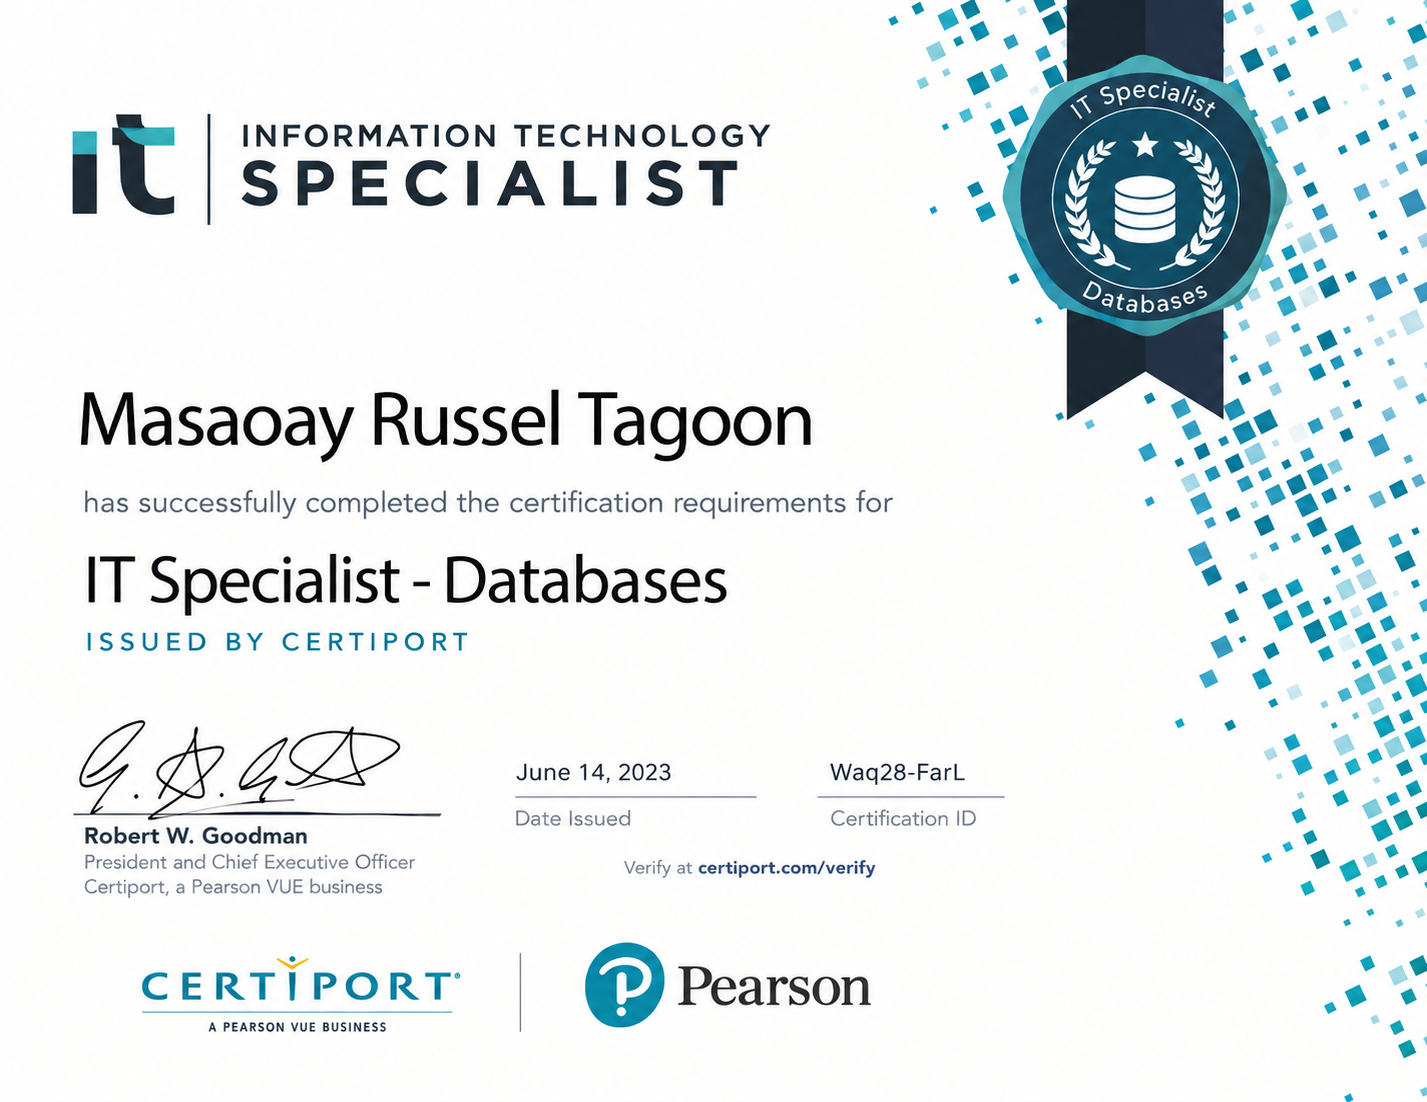 it
INFORMATION TECHNOLOGY
SPECIALIST
IT Specialist
Databases
Masaoay Russel Tagoon
has successfully completed the certification requirements for
IT Specialist - Databases
ISSUED BY CERTIPORT
Robert W. Goodman
President and Chief Executive Officer
Certiport, a Pearson VUE business
June 14, 2023
Date Issued
Waq28-FarL
Certification ID
Verify at certiport.com/verify
CERTIPORT®
A PEARSON VUE BUSINESS
Pearson